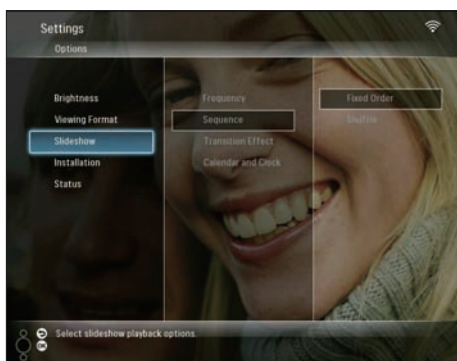 Settings
Options
Brightness
Viewing Format
Slideshow
Installation
Status
Frequency
Sequence
Transition Effect
Calendar and Clock
Fixed Order
Shuffle
Select slideshow playback options.
OK